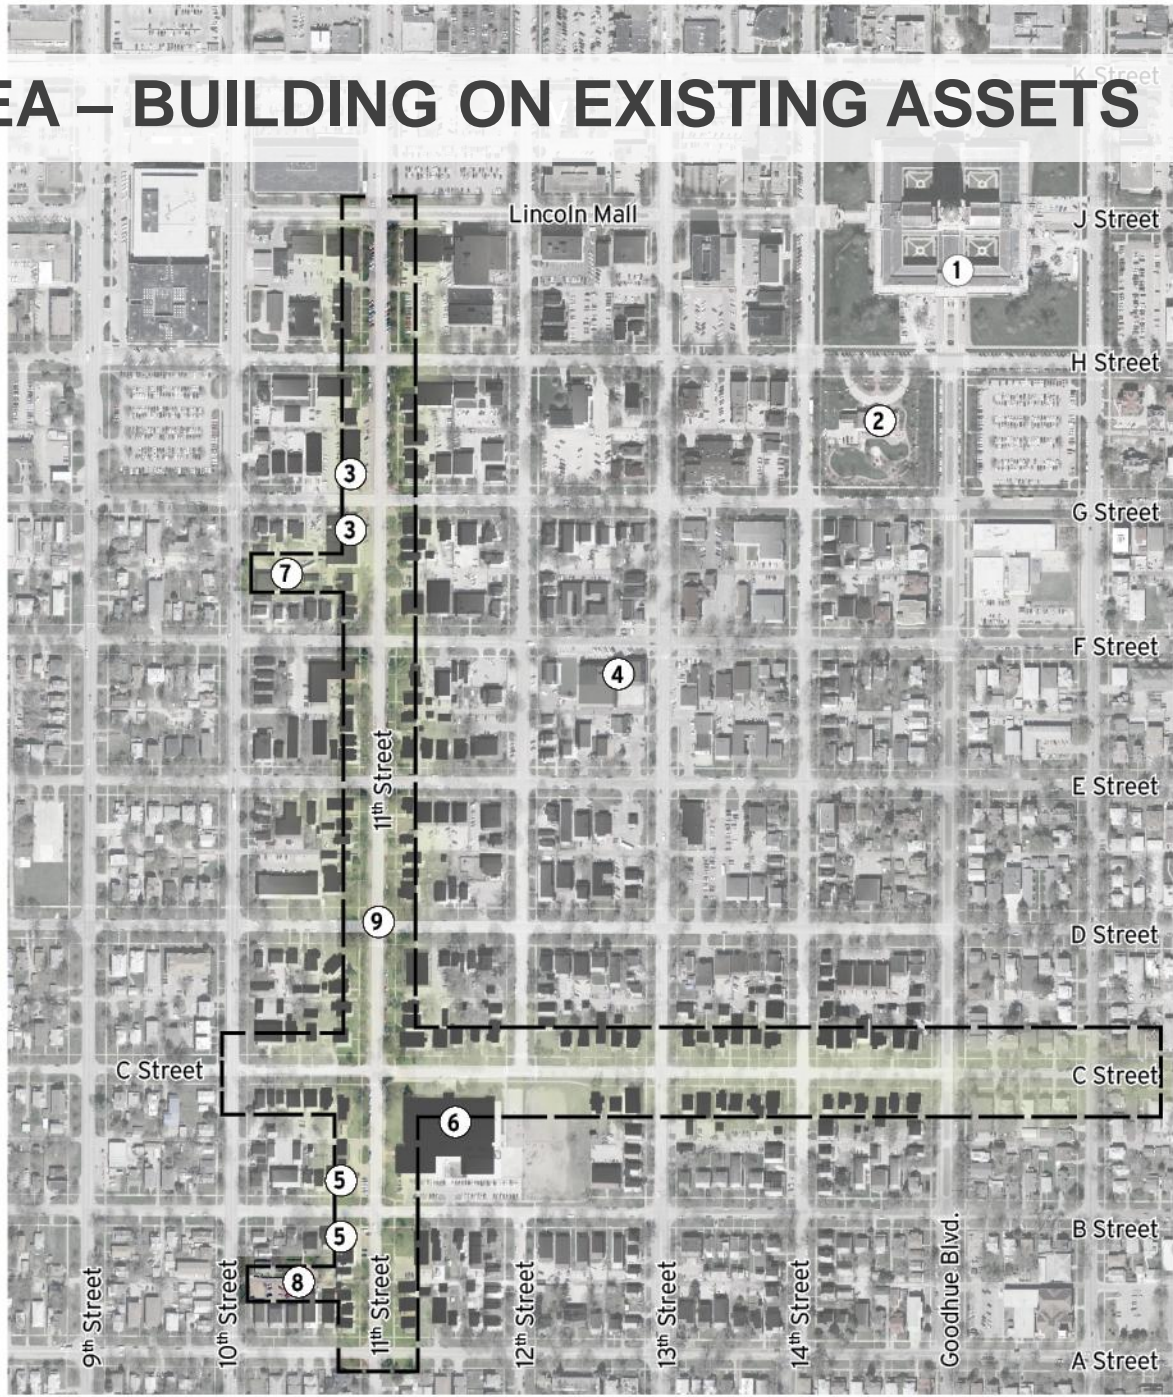 K Street
EA – BUILDING ON EXISTING ASSETS
Lincoln Mall
J Street
1
H Street
2
3
G Street
3
7
F Street
4
11th Street
E Street
9
D Street
C Street
C Street
6
5
B Street
5
8
9th Street
10th Street
11th Street
12th Street
13th Street
14th Street
Goodhue Blvd.
A Street